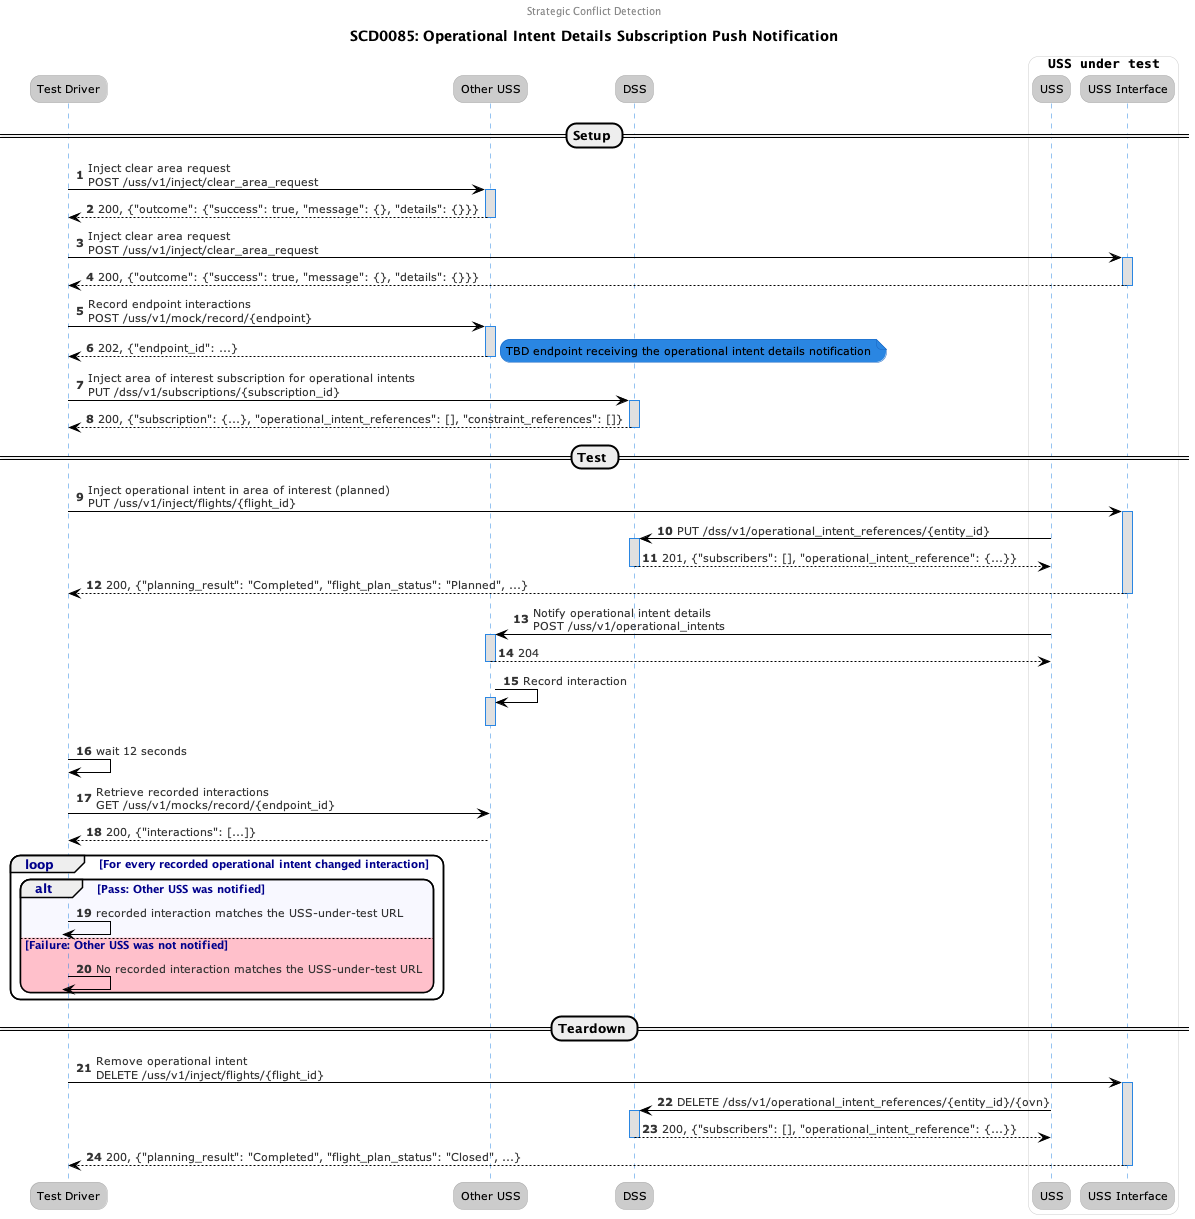 Strategic Conflict Detection
SCD0085: Operational Intent Details Subscription Push Notification
USS under test
Test Driver
Other USS
DSS
USS
USS Interface
Setup
Inject clear area request
1
POST /uss/v1/inject/clear_area_request
2 200, {"outcome": {"success": true, "message": {}, "details": {}}}
Inject clear area request
3
POST /uss/v1/inject/clear_area_request
4 200, {"outcome": {"success": true, "message": {}, "details": {}}}
Record endpoint interactions
5
POST /uss/v1/mock/record/{endpoint}
6 202, {"endpoint_id": ...}
TBD endpoint receiving the operational intent details notification
Inject area of interest subscription for operational intents
7
PUT /dss/v1/subscriptions/{subscription_id}
8 200, {"subscription": {...}, "operational_intent_references": [], "constraint_references": []}
Test
Inject operational intent in area of interest (planned)
9
PUT /uss/v1/inject/flights/{flight_id}
10 PUT /dss/v1/operational_intent_references/{entity_id}
11 201, {"subscribers": [], "operational_intent_reference": {...}}
12 200, {"planning_result": "Completed", "flight_plan_status": "Planned", ...}
Notify operational intent details
13
POST /uss/v1/operational_intents
14 204
15 Record interaction
16 wait 12 seconds
Retrieve recorded interactions
17
GET /uss/v1/mocks/record/{endpoint_id}
18 200, {"interactions": [...]}
loop [For every recorded operational intent changed interaction]
alt [Pass: Other USS was notified]
19 recorded interaction matches the USS-under-test URL
[Failure: Other USS was not notified]
20 No recorded interaction matches the USS-under-test URL
Teardown
Remove operational intent
21
DELETE /uss/v1/inject/flights/{flight_id}
22 DELETE /dss/v1/operational_intent_references/{entity_id}/{ovn}
23 200, {"subscribers": [], "operational_intent_reference": {...}}
24 200, {"planning_result": "Completed", "flight_plan_status": "Closed", ...}
Test Driver
Other USS
DSS
USS
USS Interface